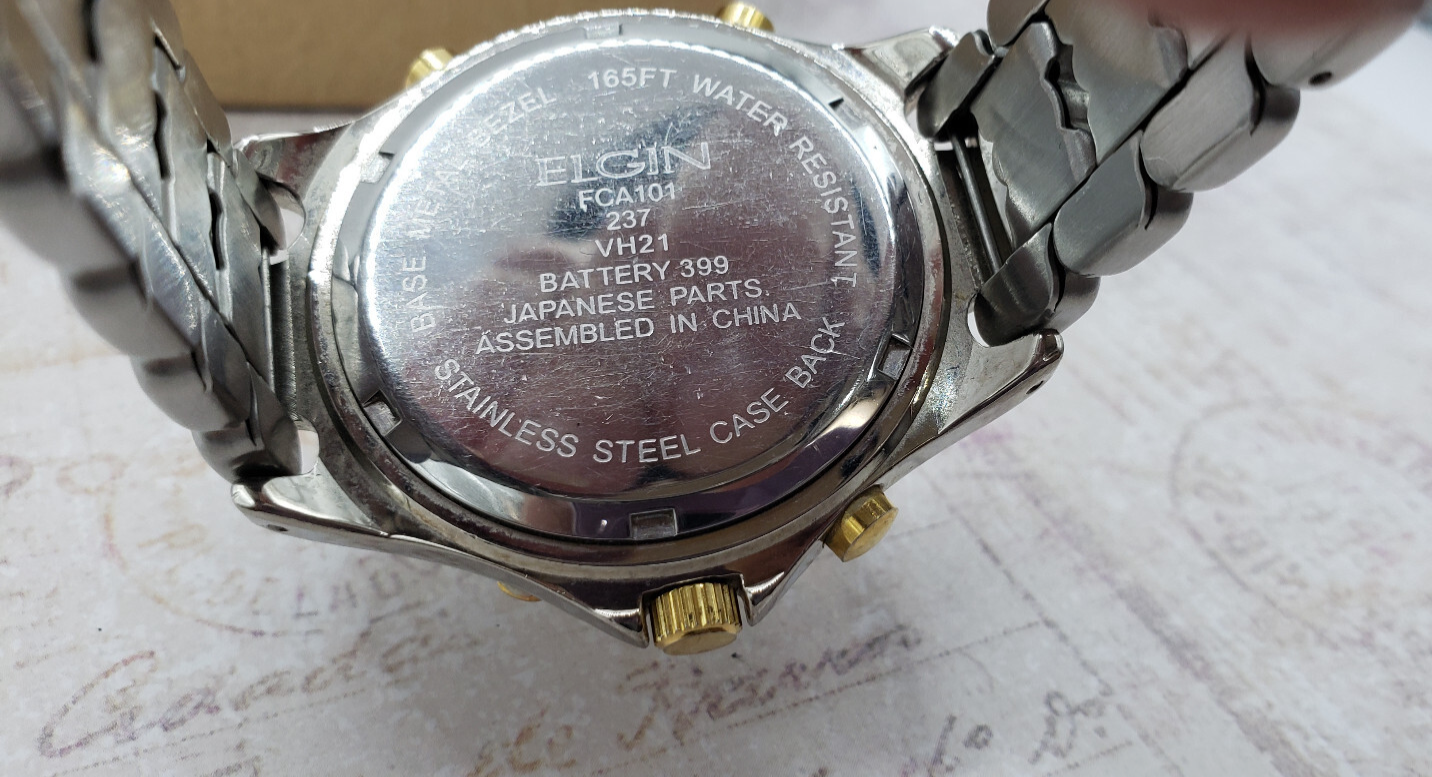 BASE METAL BEZEL 165FT WATER RESISTANT
ELGIN
FCA101
237
VH21
BATTERY 399
JAPANESE PARTS.
ASSEMBLED IN CHINA
STAINLESS STEEL CASE BACK